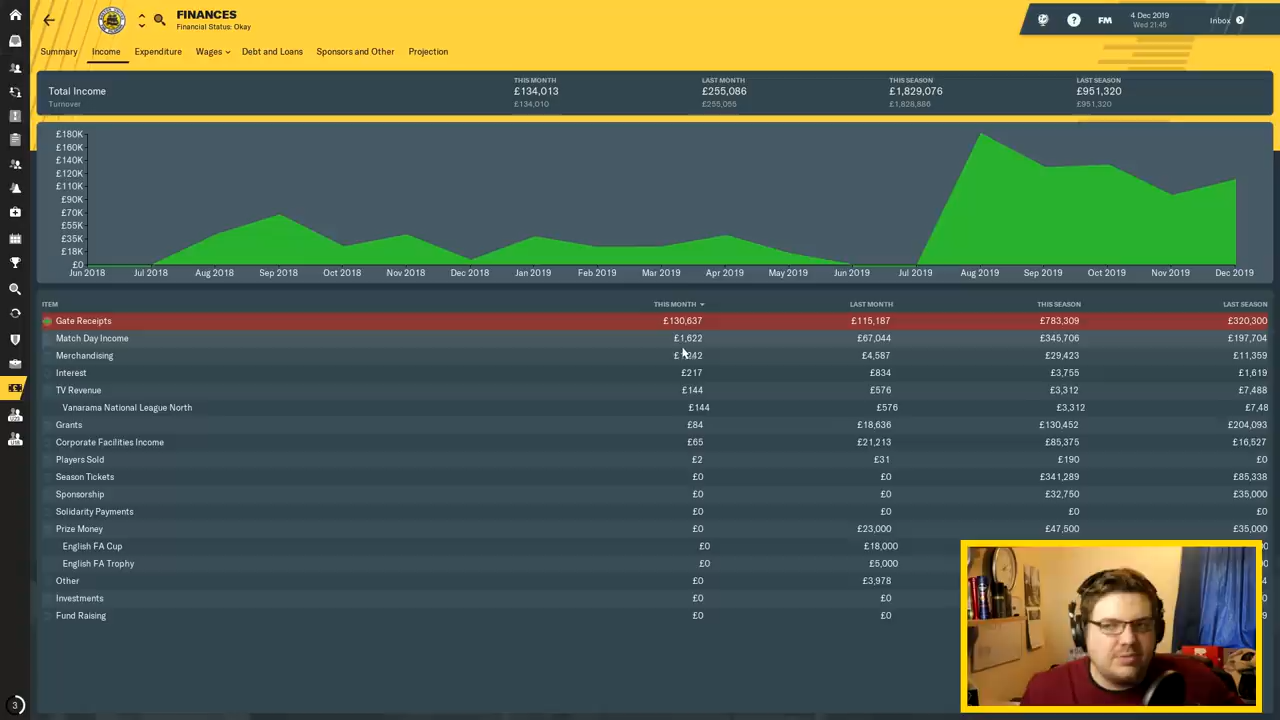 FINANCES
Financial Status: Okay
FM
4 Dec 2019
Wed 21:45
Inbox
Summary Income Expenditure Wages Debt and Loans Sponsors and Other Projection
THIS MONTH LAST MONTH THIS SEASON LAST SEASON
Total Income £134,013 £255,086 £1,829,076 £951,320
Turnover £134,010 £255,055 £1,828,886 £951,320
£180K
£160K
£140K
£120K
£110K
£90K
£70K
£55K
£35K
£18K
£0
Jun 2018 Jul 2018 Aug 2018 Sep 2018 Oct 2018 Nov 2018 Dec 2018 Jan 2019 Feb 2019 Mar 2019 Apr 2019 May 2019 Jun 2019 Jul 2019 Aug 2019 Sep 2019 Oct 2019 Nov 2019 Dec 2019
ITEM THIS MONTH LAST MONTH THIS SEASON LAST SEASON
Gate Receipts £130,637 £115,187 £783,309 £320,300
Match Day Income £1,622 £67,044 £345,706 £197,704
Merchandising £4,587 £29,423 £11,359
Interest £217 £834 £3,755 £1,619
TV Revenue £144 £576 £3,312 £7,488
Vanarama National League North £144 £576 £3,312 £7,48
Grants £84 £18,636 £130,452 £204,093
Corporate Facilities Income £65 £21,213 £85,375 £16,527
Players Sold £2 £31 £190 £0
Season Tickets £0 £0 £341,289 £85,338
Sponsorship £0 £0 £32,750 £35,000
Solidarity Payments £0 £0 £0 £0
Prize Money £0 £23,000 £47,500 £35,000
English FA Cup £0 £18,000
English FA Trophy £0 £5,000
Other £0 £3,978
Investments £0 £0
Fund Raising £0 £0
3